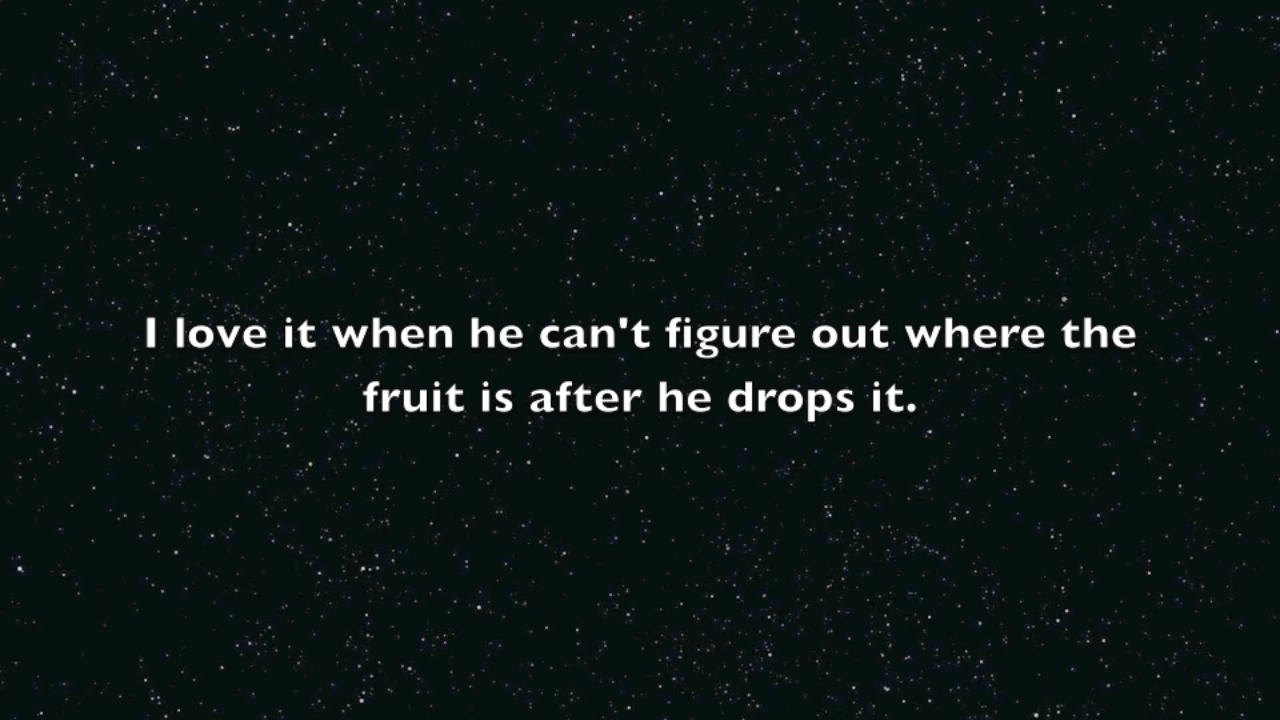 I love it when he can't figure out where the
fruit is after he drops it.